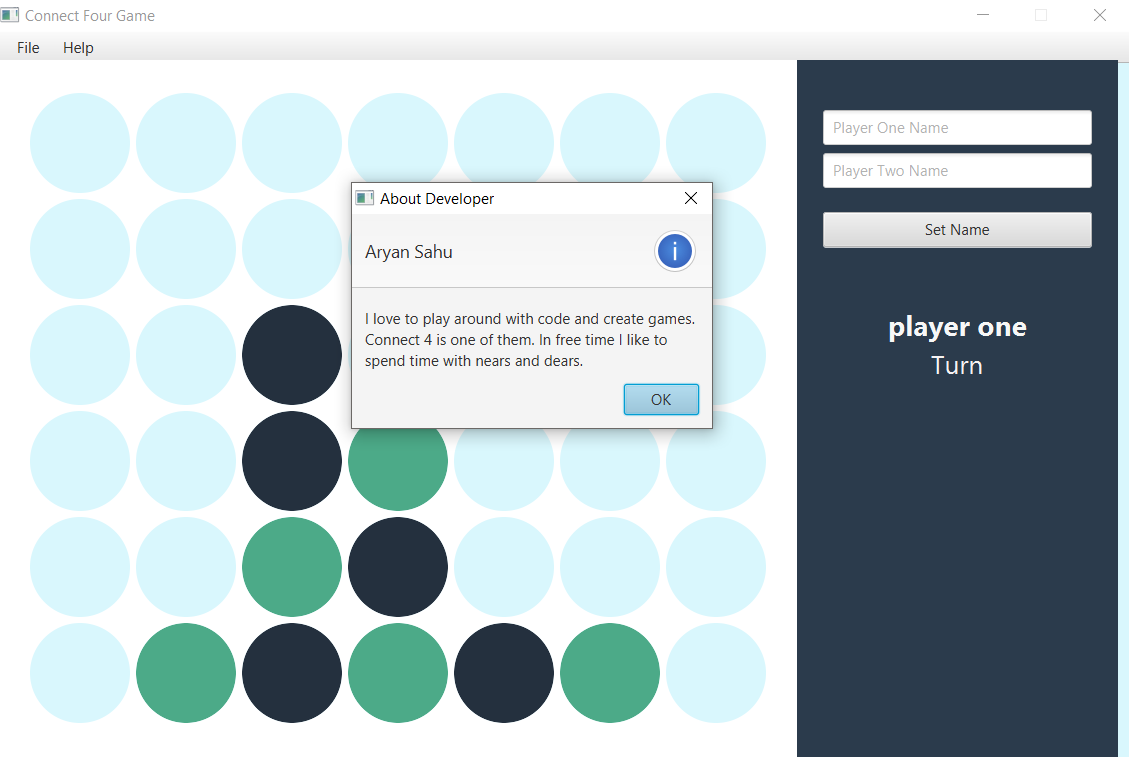 Connect Four Game
File Help
Player One Name
Player Two Name
Set Name
player one
Turn
About Developer
Aryan Sahu
i
I love to play around with code and create games.
Connect 4 is one of them. In free time I like to
spend time with nears and dears.
OK